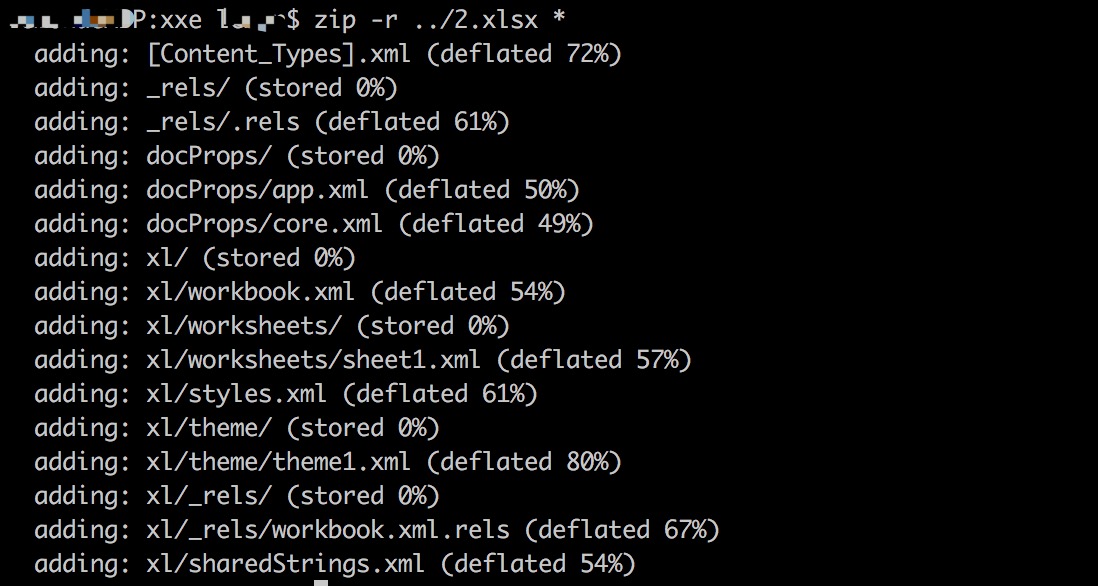 DP:xxe $ zip -r ../2.xlsx *
adding: [Content_Types].xml (deflated 72%)
adding: _rels/ (stored 0%)
adding: _rels/.rels (deflated 61%)
adding: docProps/ (stored 0%)
adding: docProps/app.xml (deflated 50%)
adding: docProps/core.xml (deflated 49%)
adding: xl/ (stored 0%)
adding: xl/workbook.xml (deflated 54%)
adding: xl/worksheets/ (stored 0%)
adding: xl/worksheets/sheet1.xml (deflated 57%)
adding: xl/styles.xml (deflated 61%)
adding: xl/theme/ (stored 0%)
adding: xl/theme/theme1.xml (deflated 80%)
adding: xl/_rels/ (stored 0%)
adding: xl/_rels/workbook.xml.rels (deflated 67%)
adding: xl/sharedStrings.xml (deflated 54%)